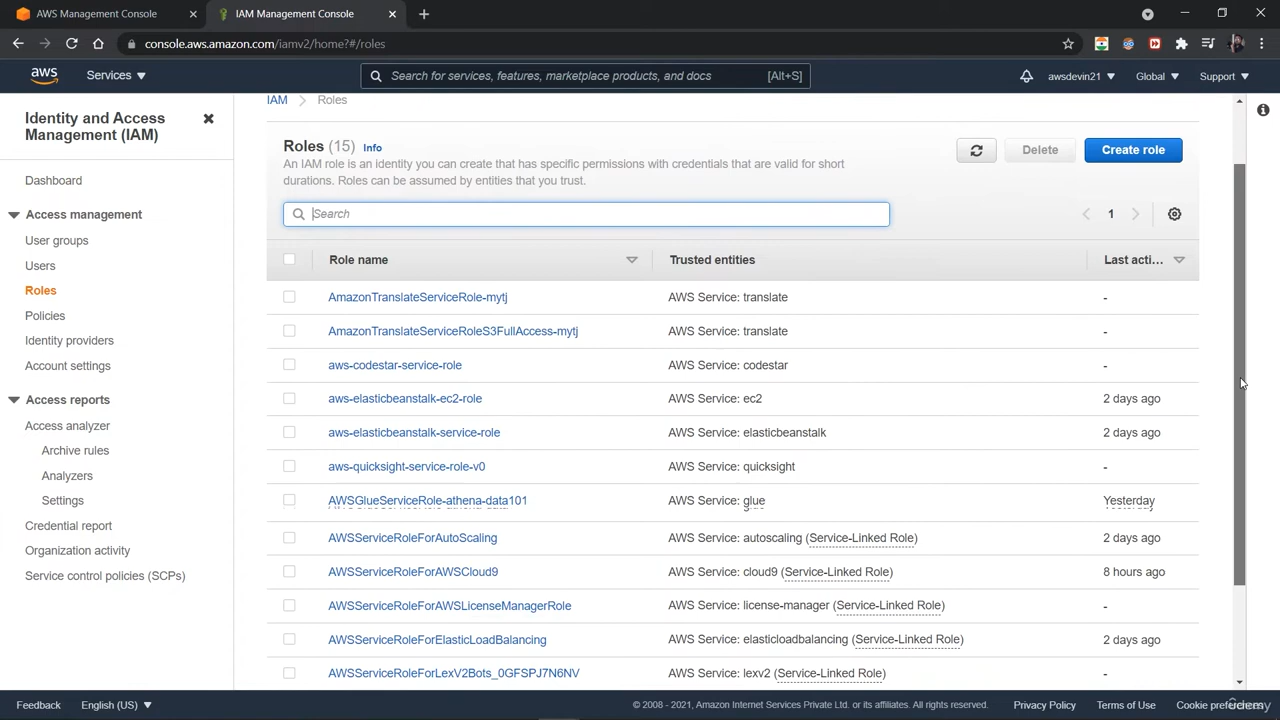 AWS Management Console
IAM Management Console
console.aws.amazon.com/iamv2/home?#/roles
aws
Services
Search for services, features, marketplace products, and docs
[Alt+S]
awsdevin21
Global
Support
Identity and Access
Management (IAM)
Dashboard
Access management
User groups
Users
Roles
Policies
Identity providers
Account settings
Access reports
Access analyzer
Archive rules
Analyzers
Settings
Credential report
Organization activity
Service control policies (SCPs)
IAM
Roles
Roles (15) Info
An IAM role is an identity you can create that has specific permissions with credentials that are valid for short
durations. Roles can be assumed by entities that you trust.
Delete
Create role
Search
1
Role name Trusted entities Last acti...
AmazonTranslateServiceRole-mytj AWS Service: translate -
AmazonTranslateServiceRoleS3FullAccess-mytj AWS Service: translate -
aws-codestar-service-role AWS Service: codestar -
aws-elasticbeanstalk-ec2-role AWS Service: ec2 2 days ago
aws-elasticbeanstalk-service-role AWS Service: elasticbeanstalk 2 days ago
aws-quicksight-service-role-v0 AWS Service: quicksight -
AWSGlueServiceRole-athena-data101 AWS Service: glue Yesterday
AWSServiceRoleForAutoScaling AWS Service: autoscaling (Service-Linked Role) 2 days ago
AWSServiceRoleForAWSCloud9 AWS Service: cloud9 (Service-Linked Role) 8 hours ago
AWSServiceRoleForAWSLicenseManagerRole AWS Service: license-manager (Service-Linked Role) -
AWSServiceRoleForElasticLoadBalancing AWS Service: elasticloadbalancing (Service-Linked Role) 2 days ago
AWSServiceRoleForLexV2Bots_0GFSPJ7N6NV AWS Service: lexv2 (Service-Linked Role)
Feedback
English (US)
© 2008 - 2021, Amazon Internet Services Private Ltd. or its affiliates. All rights reserved.
Privacy Policy
Terms of Use
Cookie preferences
Udemy